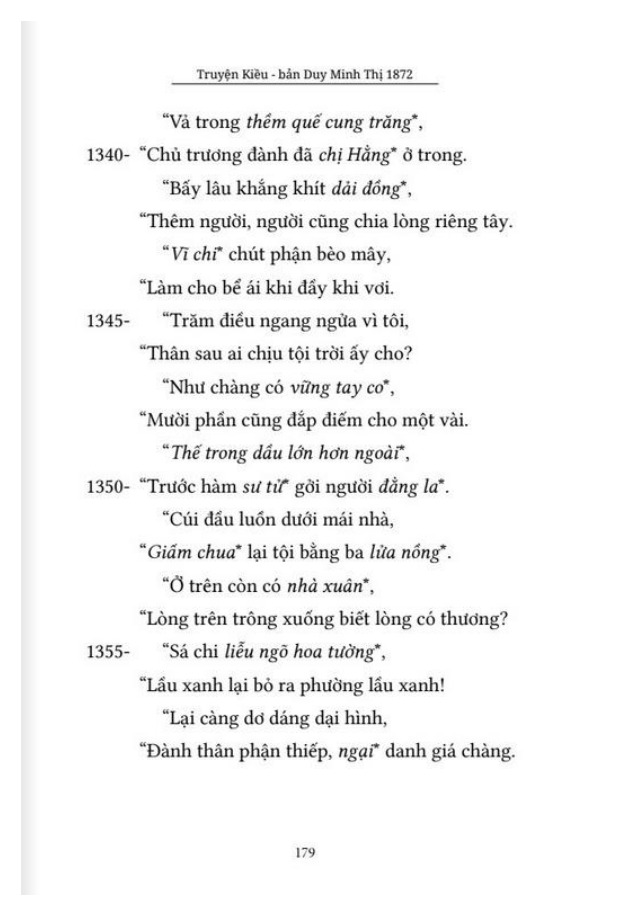 Truyện Kiều - bản Duy Minh Thị 1872
“Vả trong thềm quế cung trăng*,
1340- “Chủ trương đành đã chị Hằng* ở trong.
“Bấy lâu khắng khít dải đồng*,
“Thêm người, người cũng chia lòng riêng tây.
“Vĩ chi* chút phận bèo mây,
“Làm cho bể ái khi đầy khi vơi.
1345- “Trăm điều ngang ngửa vì tôi,
“Thân sau ai chịu tội trời ấy cho?
“Như chàng có vững tay co*,
“Mười phần cũng đắp điếm cho một vài.
“Thế trong dầu lớn hơn ngoài*,
1350- “Trước hàm sư tử* gởi người đằng la*.
“Cúi đầu luồn dưới mái nhà,
“Giấm chua* lại tội bằng ba lửa nồng*.
“Ở trên còn có nhà xuân*,
“Lòng trên trông xuống biết lòng có thương?
1355- “Sá chi liễu ngõ hoa tường*,
“Lầu xanh lại bỏ ra phường lầu xanh!
“Lại càng dơ dáng dại hình,
“Đành thân phận thiếp, ngại* danh giá chàng.
179